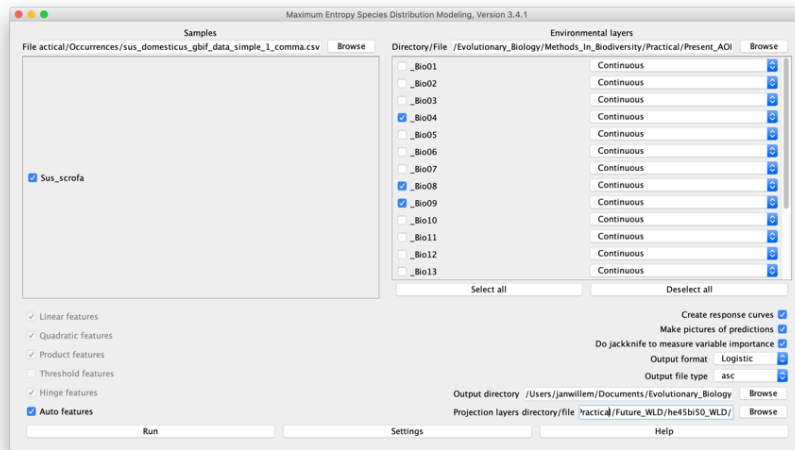 Maximum Entropy Species Distribution Modeling, Version 3.4.1
Samples
File actical/Occurrences/sus_domesticus_gbif_data_simple_1_comma.csv Browse
Sus_scrofa
Environmental layers
Directory/File /Evolutionary_Biology/Methods_In_Biodiversity/Practical/Present_AOI Browse
_Bio01 Continuous
_Bio02 Continuous
_Bio03 Continuous
_Bio04 Continuous
_Bio05 Continuous
_Bio06 Continuous
_Bio07 Continuous
_Bio08 Continuous
_Bio09 Continuous
_Bio10 Continuous
_Bio11 Continuous
_Bio12 Continuous
_Bio13 Continuous
Select all Deselect all
Linear features
Quadratic features
Product features
Threshold features
Hinge features
Auto features
Create response curves
Make pictures of predictions
Do jackknife to measure variable importance
Output format Logistic
Output file type asc
Output directory /Users/janwillem/Documents/Evolutionary_Biology Browse
Projection layers directory/file Practical/Future_WLD/he45bi50_WLD/ Browse
Run Settings Help